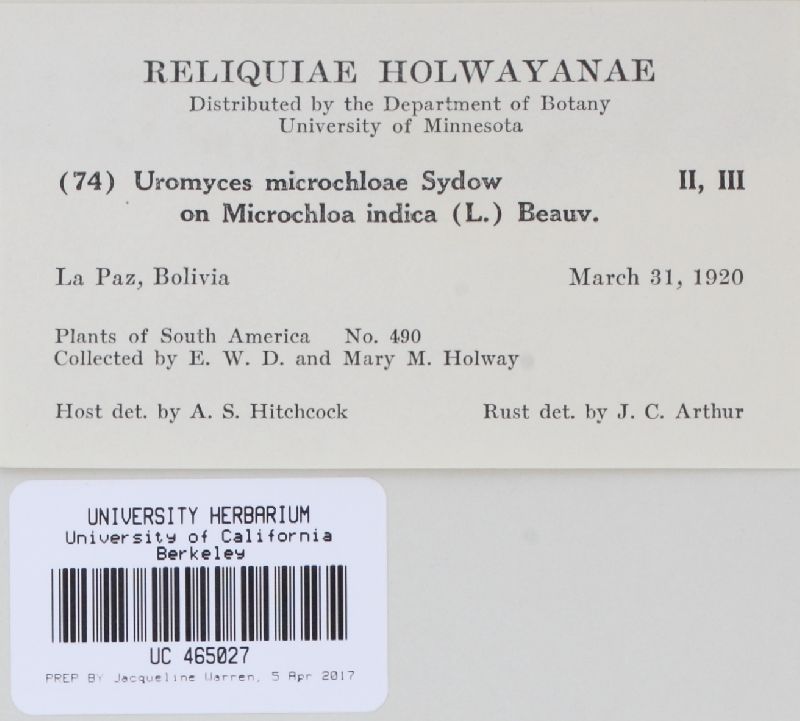 RELIQUIAE HOLWAYANAE
Distributed by the Department of Botany
University of Minnesota
(74) Uromyces microchloae Sydow II, III
on Microchloa indica (L.) Beauv.
La Paz, Bolivia March 31, 1920
Plants of South America No. 490
Collected by E. W. D. and Mary M. Holway
Host det. by A. S. Hitchcock Rust det. by J. C. Arthur
UNIVERSITY HERBARIUM
University of California
Berkeley
UC 465027
PREP BY Jacqueline Warren, 5 Apr 2017